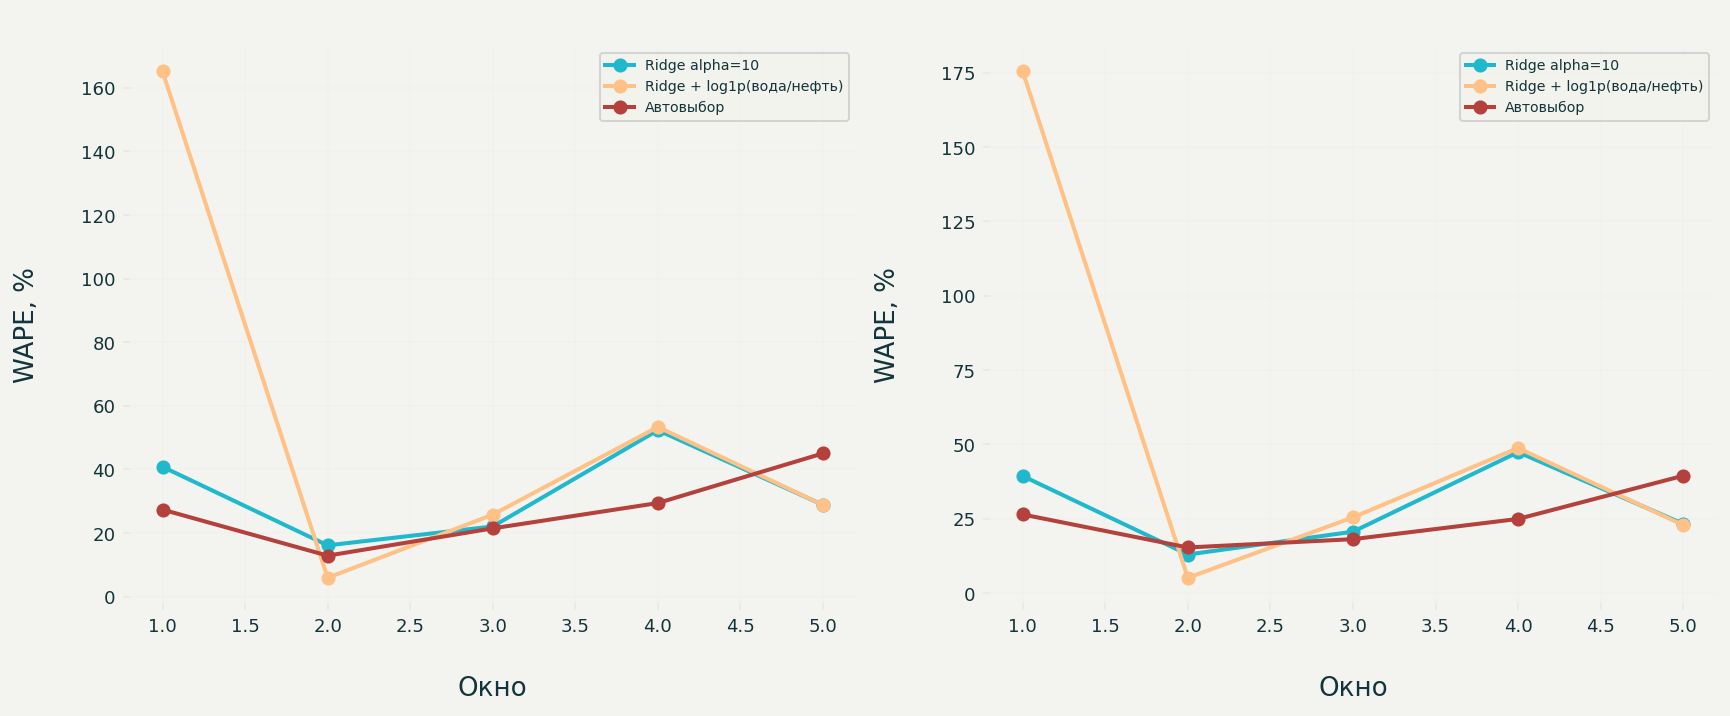 Ridge alpha=10
Ridge + log1p(вода/нефть)
Автовыбор
160
140
120
100
80
60
40
20
0
WAPE, %
1.0 1.5 2.0 2.5 3.0 3.5 4.0 4.5 5.0
Окно
Ridge alpha=10
Ridge + log1p(вода/нефть)
Автовыбор
175
150
125
100
75
50
25
0
WAPE, %
1.0 1.5 2.0 2.5 3.0 3.5 4.0 4.5 5.0
Окно